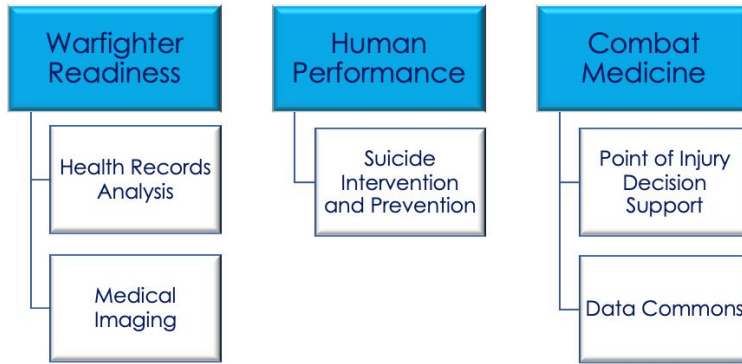 Warfighter
Readiness
Health Records
Analysis
Medical
Imaging
Human
Performance
Suicide
Intervention
and Prevention
Combat
Medicine
Point of Injury
Decision
Support
Data Commons